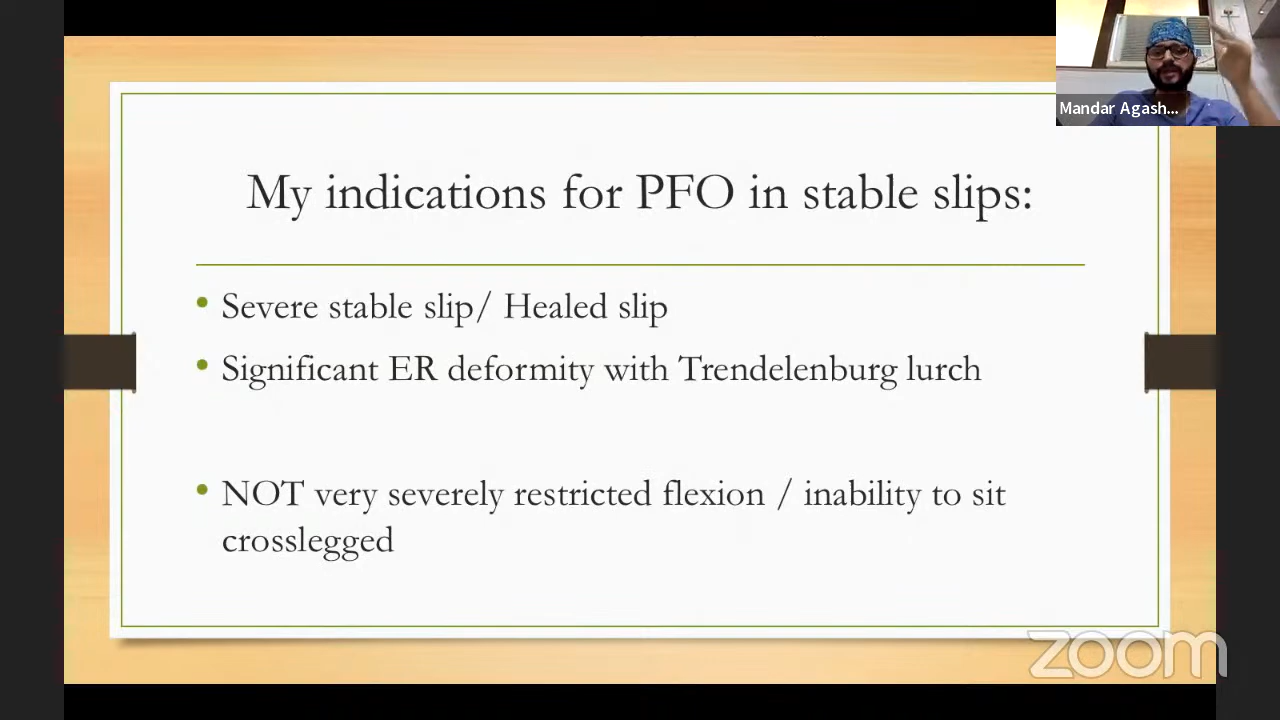 Mandar Agash...
My indications for PFO in stable slips:
• Severe stable slip/ Healed slip
• Significant ER deformity with Trendelenburg lurch
• NOT very severely restricted flexion / inability to sit
crosslegged
zoom